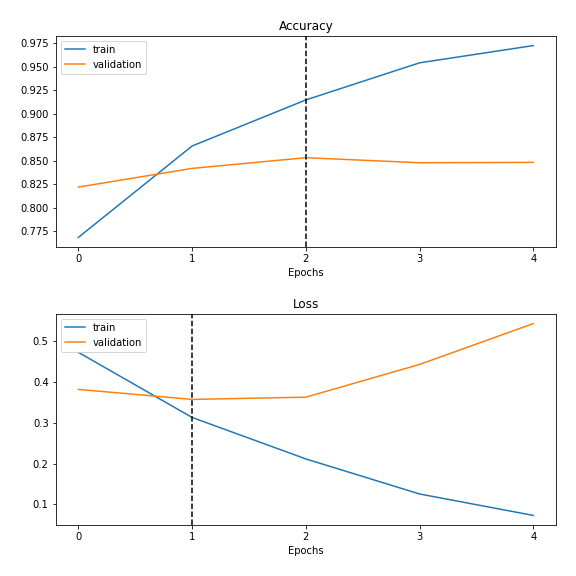 Accuracy
0.975
0.950
0.925
0.900
0.875
0.850
0.825
0.800
0.775
train
validation
0 1 2 3 4
Epochs
Loss
0.5
0.4
0.3
0.2
0.1
train
validation
0 1 2 3 4
Epochs